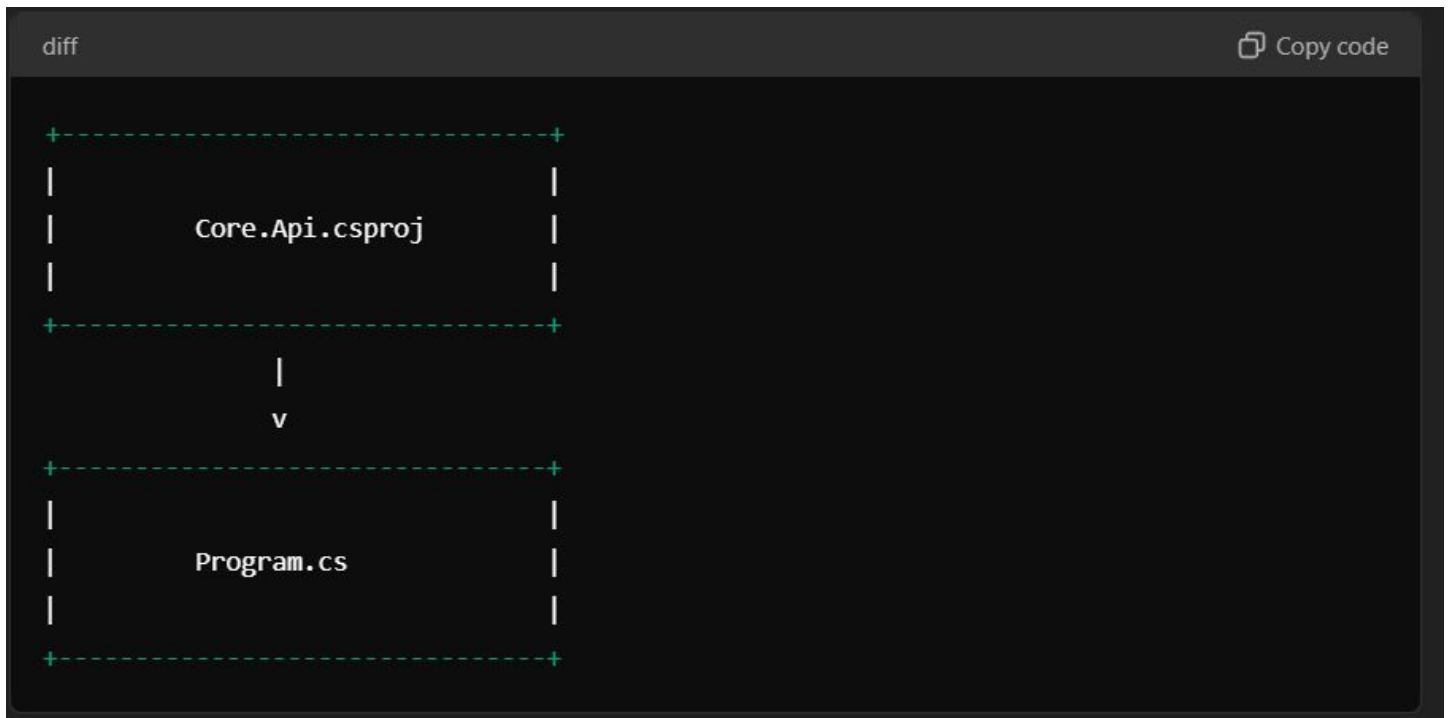 diff
Copy code
+--------------------------------+
|                                |
|         Core.Api.csproj        |
|                                |
+--------------------------------+
               |
               v
+--------------------------------+
|                                |
|         Program.cs             |
|                                |
+--------------------------------+